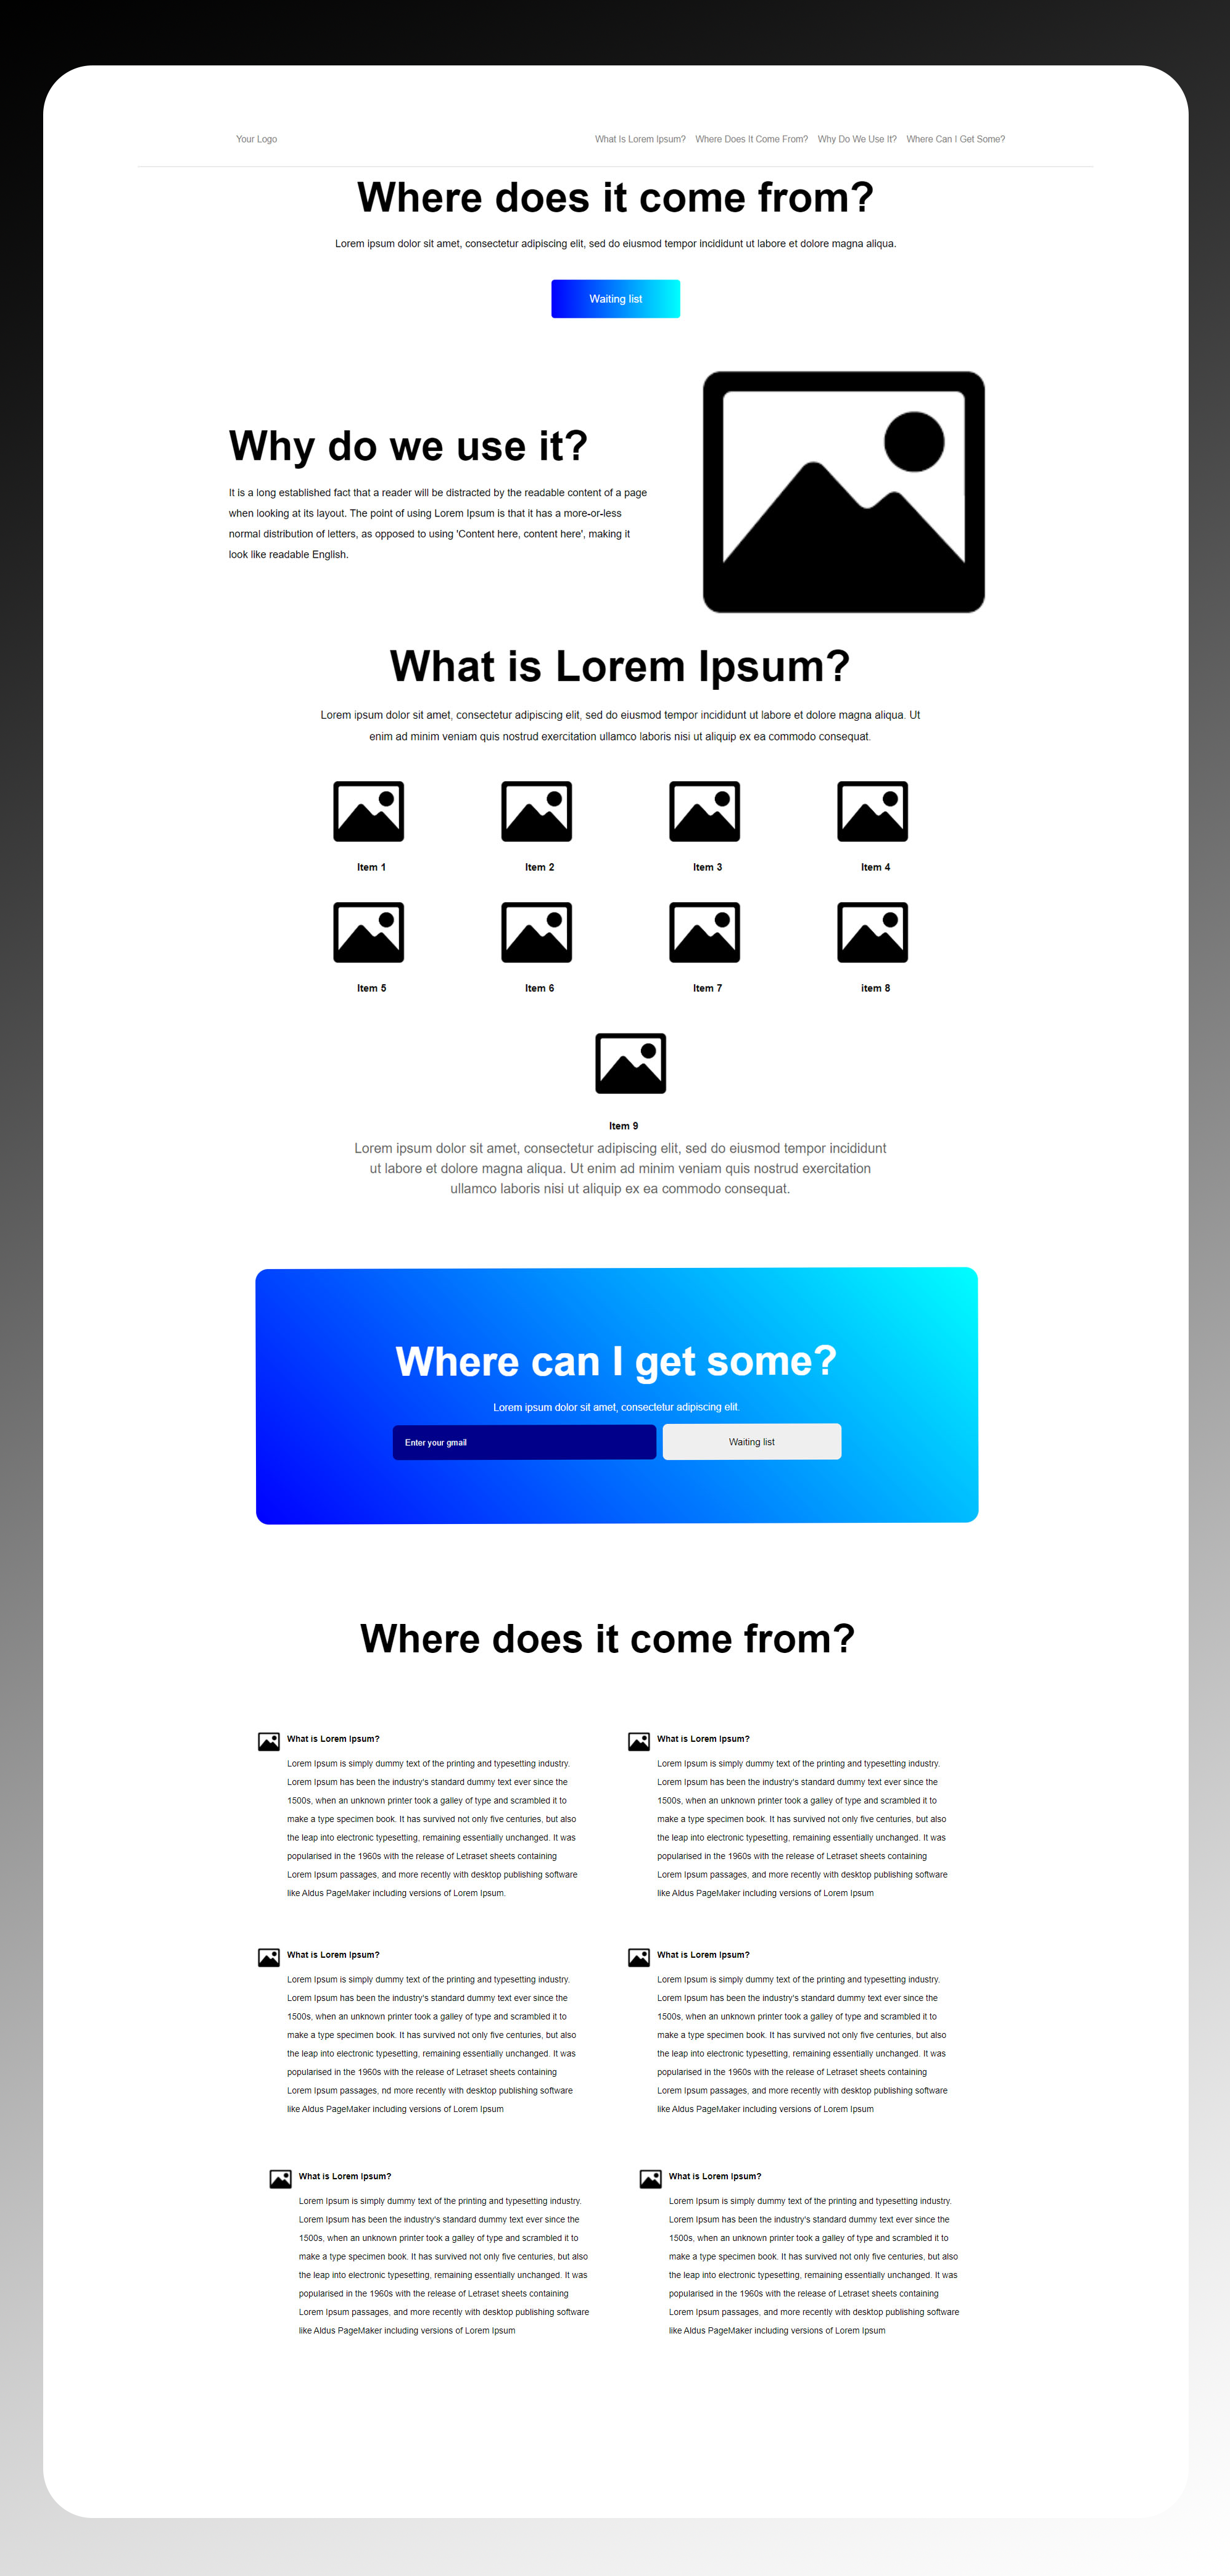 Your Logo
What Is Lorem Ipsum? Where Does It Come From? Why Do We Use It? Where Can I Get Some?
Where does it come from?
Lorem ipsum dolor sit amet, consectetur adipiscing elit, sed do eiusmod tempor incididunt ut labore et dolore magna aliqua.
Waiting list
Why do we use it?
It is a long established fact that a reader will be distracted by the readable content of a page
when looking at its layout. The point of using Lorem Ipsum is that it has a more-or-less
normal distribution of letters, as opposed to using 'Content here, content here', making it
look like readable English.
What is Lorem Ipsum?
Lorem ipsum dolor sit amet, consectetur adipiscing elit, sed do eiusmod tempor incididunt ut labore et dolore magna aliqua. Ut
enim ad minim veniam quis nostrud exercitation ullamco laboris nisi ut aliquip ex ea commodo consequat.
Item 1
Item 2
Item 3
Item 4
Item 5
Item 6
Item 7
item 8
Item 9
Lorem ipsum dolor sit amet, consectetur adipiscing elit, sed do eiusmod tempor incididunt
ut labore et dolore magna aliqua. Ut enim ad minim veniam quis nostrud exercitation
ullamco laboris nisi ut aliquip ex ea commodo consequat.
Where can I get some?
Lorem ipsum dolor sit amet, consectetur adipiscing elit.
Enter your gmail
Waiting list
Where does it come from?
What is Lorem Ipsum?
Lorem Ipsum is simply dummy text of the printing and typesetting industry.
Lorem Ipsum has been the industry's standard dummy text ever since the
1500s, when an unknown printer took a galley of type and scrambled it to
make a type specimen book. It has survived not only five centuries, but also
the leap into electronic typesetting, remaining essentially unchanged. It was
popularised in the 1960s with the release of Letraset sheets containing
Lorem Ipsum passages, and more recently with desktop publishing software
like Aldus PageMaker including versions of Lorem Ipsum.
What is Lorem Ipsum?
Lorem Ipsum is simply dummy text of the printing and typesetting industry.
Lorem Ipsum has been the industry's standard dummy text ever since the
1500s, when an unknown printer took a galley of type and scrambled it to
make a type specimen book. It has survived not only five centuries, but also
the leap into electronic typesetting, remaining essentially unchanged. It was
popularised in the 1960s with the release of Letraset sheets containing
Lorem Ipsum passages, and more recently with desktop publishing software
like Aldus PageMaker including versions of Lorem Ipsum
What is Lorem Ipsum?
Lorem Ipsum is simply dummy text of the printing and typesetting industry.
Lorem Ipsum has been the industry's standard dummy text ever since the
1500s, when an unknown printer took a galley of type and scrambled it to
make a type specimen book. It has survived not only five centuries, but also
the leap into electronic typesetting, remaining essentially unchanged. It was
popularised in the 1960s with the release of Letraset sheets containing
Lorem Ipsum passages, nd more recently with desktop publishing software
like Aldus PageMaker including versions of Lorem Ipsum
What is Lorem Ipsum?
Lorem Ipsum is simply dummy text of the printing and typesetting industry.
Lorem Ipsum has been the industry's standard dummy text ever since the
1500s, when an unknown printer took a galley of type and scrambled it to
make a type specimen book. It has survived not only five centuries, but also
the leap into electronic typesetting, remaining essentially unchanged. It was
popularised in the 1960s with the release of Letraset sheets containing
Lorem Ipsum passages, and more recently with desktop publishing software
like Aldus PageMaker including versions of Lorem Ipsum
What is Lorem Ipsum?
Lorem Ipsum is simply dummy text of the printing and typesetting industry.
Lorem Ipsum has been the industry's standard dummy text ever since the
1500s, when an unknown printer took a galley of type and scrambled it to
make a type specimen book. It has survived not only five centuries, but also
the leap into electronic typesetting, remaining essentially unchanged. It was
popularised in the 1960s with the release of Letraset sheets containing
Lorem Ipsum passages, and more recently with desktop publishing software
like Aldus PageMaker including versions of Lorem Ipsum
What is Lorem Ipsum?
Lorem Ipsum is simply dummy text of the printing and typesetting industry.
Lorem Ipsum has been the industry's standard dummy text ever since the
1500s, when an unknown printer took a galley of type and scrambled it to
make a type specimen book. It has survived not only five centuries, but also
the leap into electronic typesetting, remaining essentially unchanged. It was
popularised in the 1960s with the release of Letraset sheets containing
Lorem Ipsum passages, and more recently with desktop publishing software
like Aldus PageMaker including versions of Lorem Ipsum